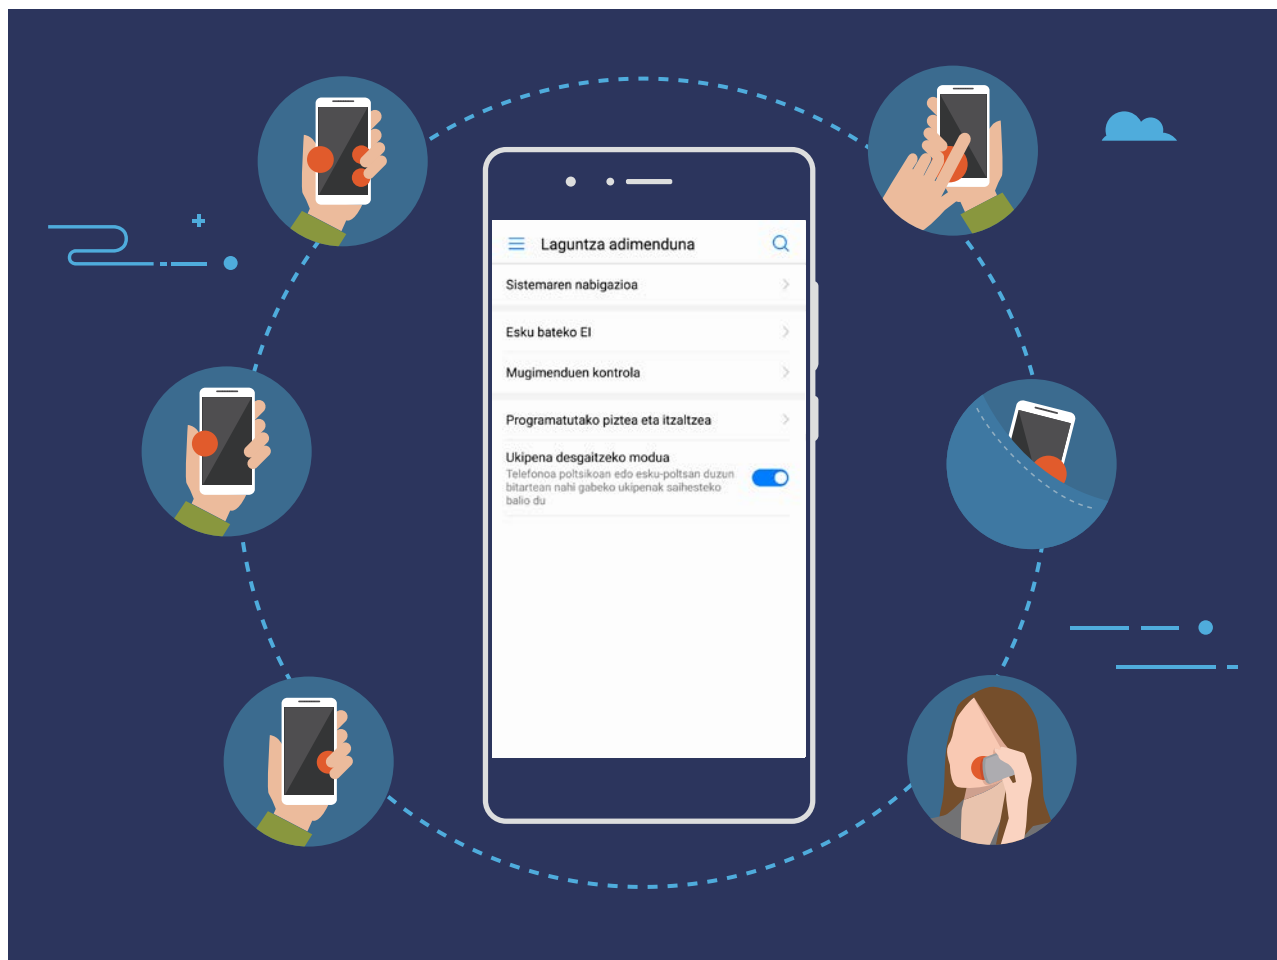 Laguntza adimenduna
Sistemaren nabigazioa
Esku bateko EI
Mugimenduen kontrola
Programatutako piztea eta itzaltzea
Ukipena desgaitzeko modua
Telefonoa poltsikoan edo esku-poltsan duzun
bitartean nahi gabeko ukipenak saihesteko
balio du